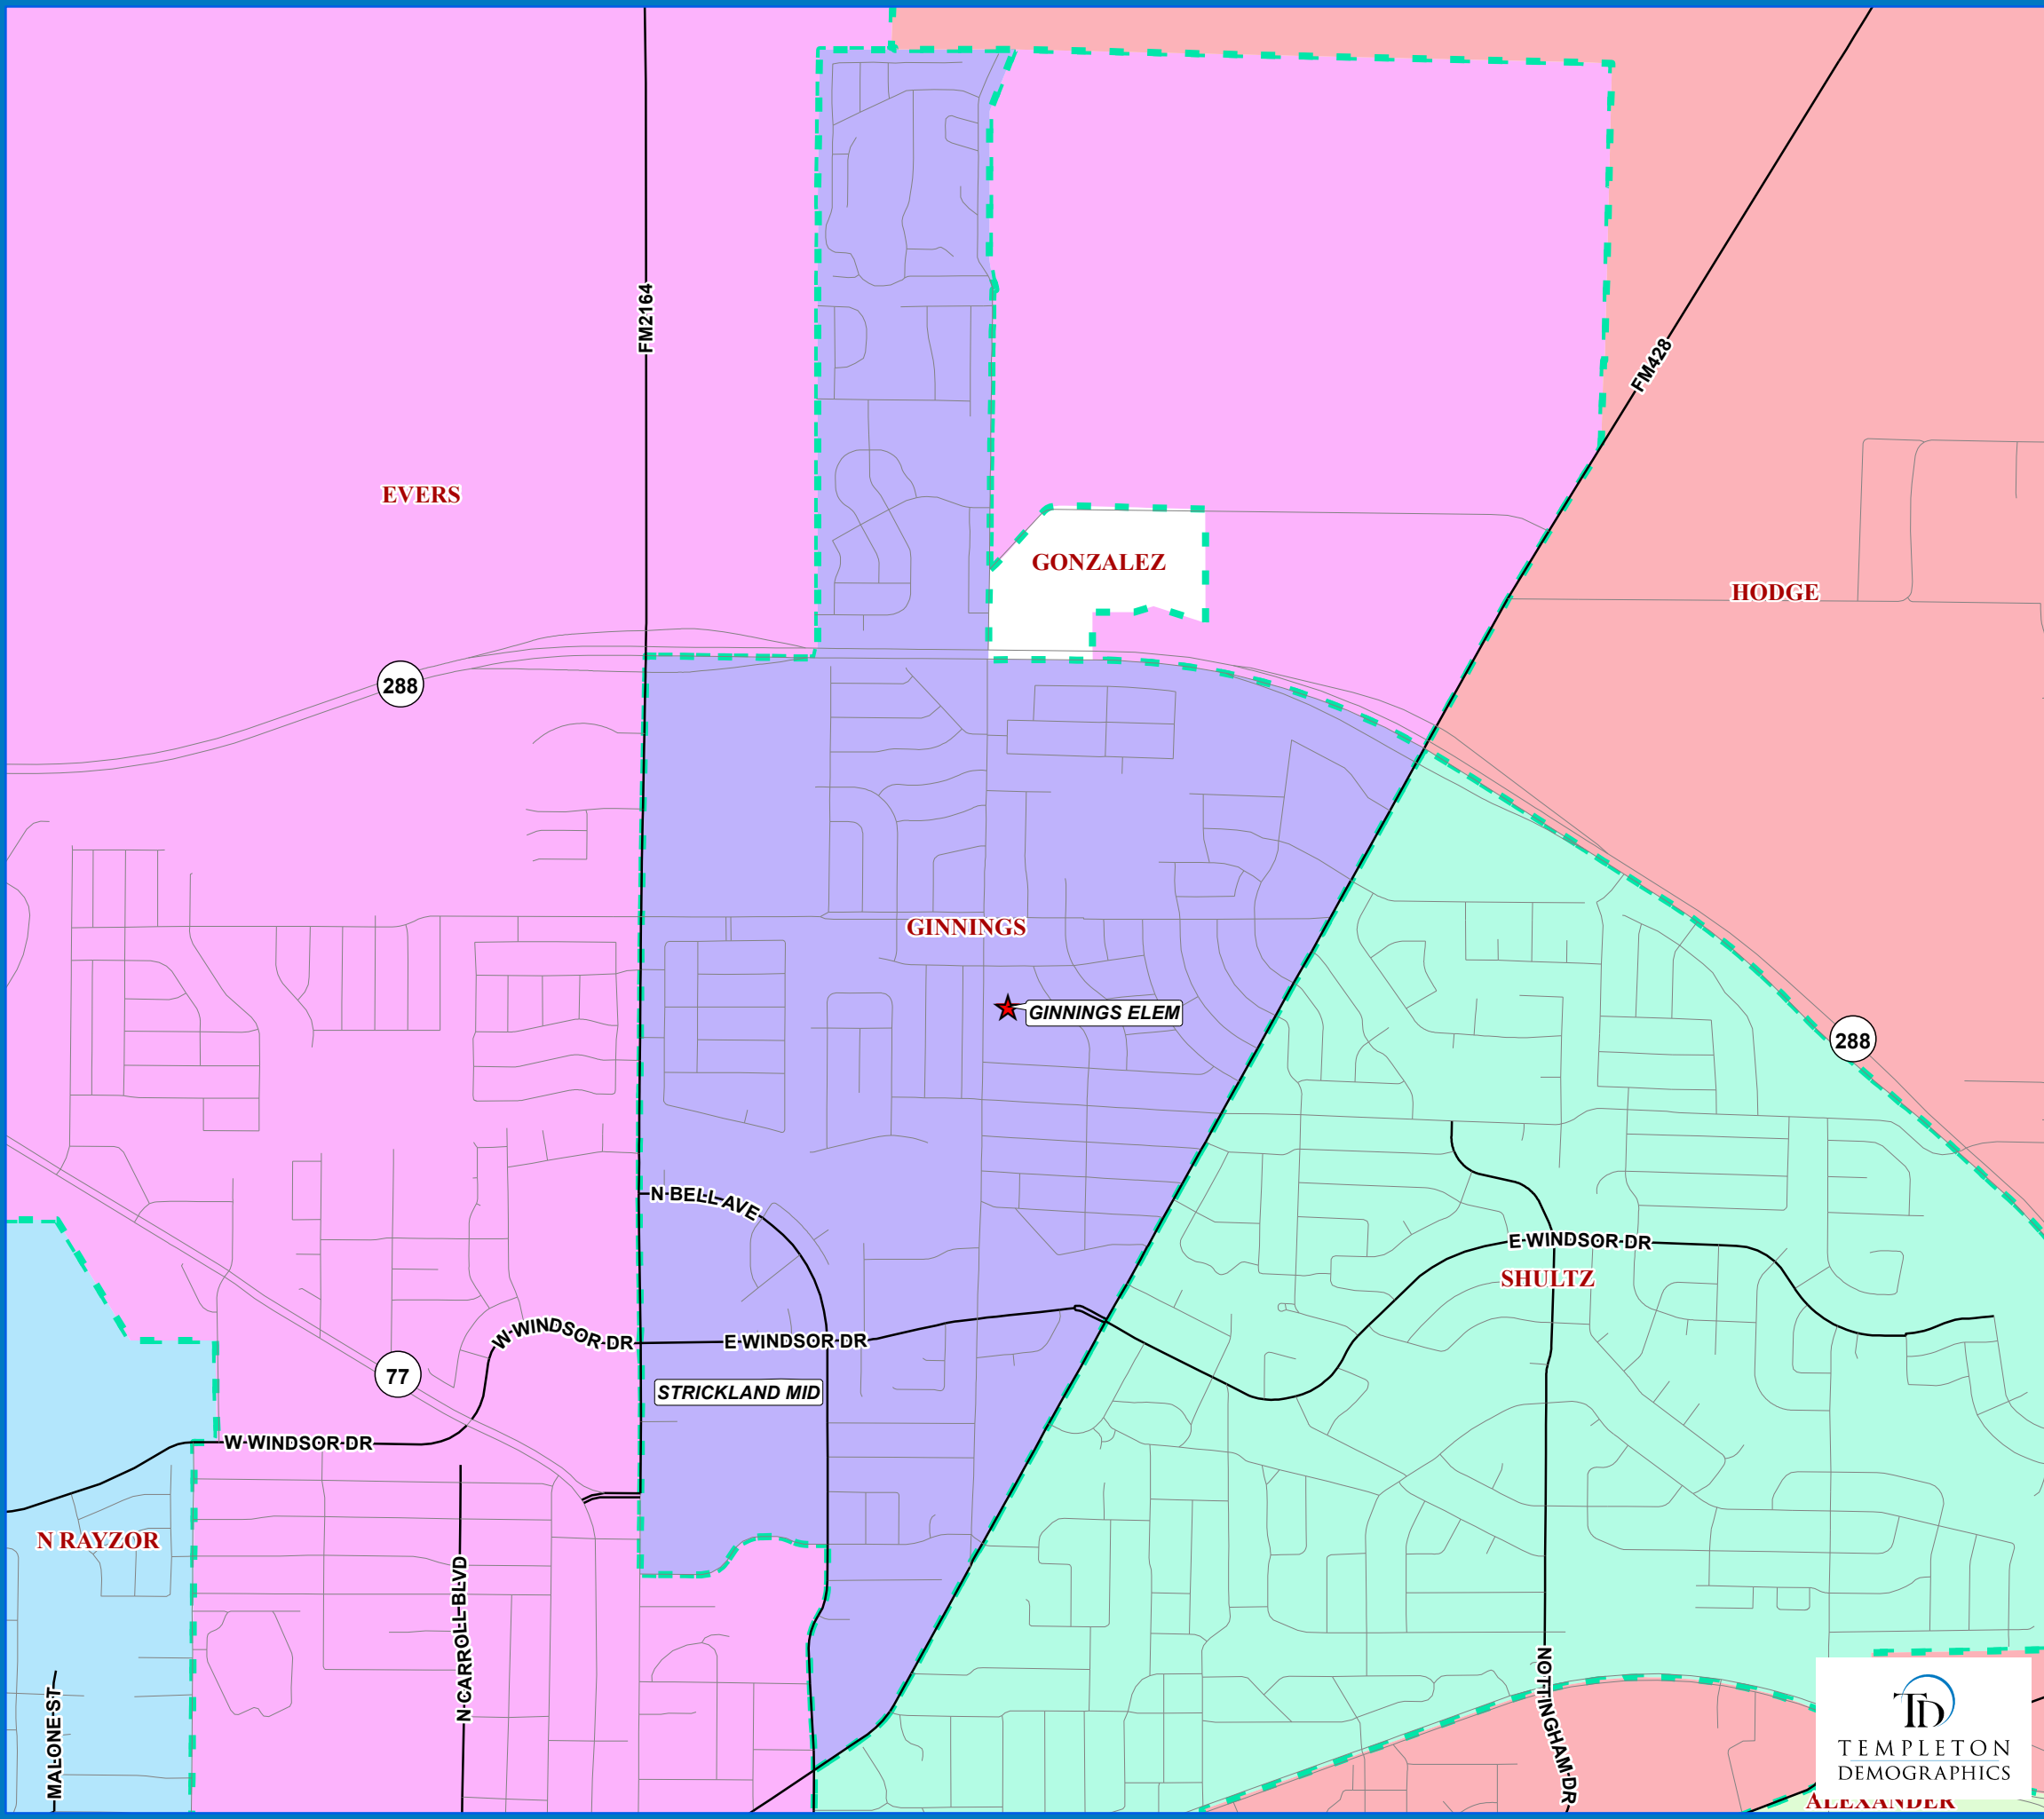 FM2164
FM428
EVERS
GONZALEZ
HODGE
288
GINNINGS
GINNINGS ELEM
288
N BELL AVE
E WINDSOR DR
SHULTZ
W WINDSOR DR
E WINDSOR DR
77
STRICKLAND MID
W WINDSOR DR
N RAYZOR
N CARROLL BLVD
MALONE ST
NOTTINGHAM DR
TD
TEMPLETON
DEMOGRAPHICS
ALEXANDER